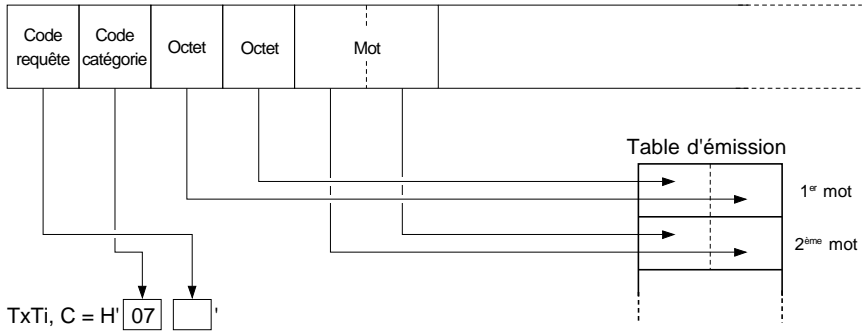 Code requête
Code catégorie
Octet
Octet
Mot
Table d'émission
1er mot
2ème mot
TxTi, C = H' 07 '